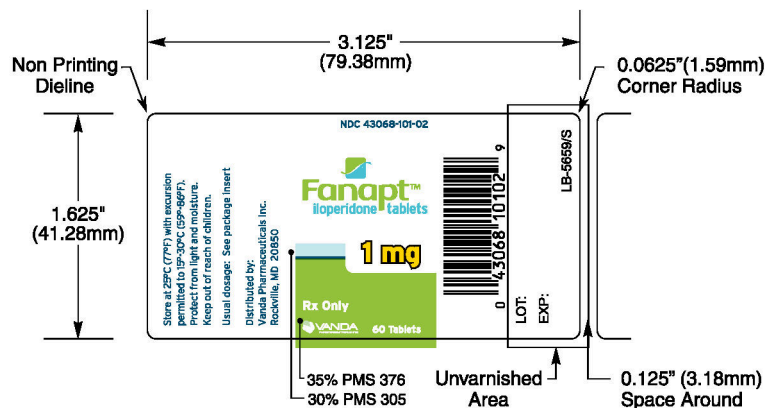 3.125"
(79.38mm)
Non Printing
Dieline
0.0625"(1.59mm)
Corner Radius
1.625"
(41.28mm)
NDC 43068-101-02
Store at 25ºC (77ºF) with excursion
permitted to 15º-30ºC (59º-86ºF).
Protect from light and moisture.
Keep out of reach of children.
Usual dosage: See package insert
Distributed by:
Vanda Pharmaceuticals Inc.
Rockville, MD 20850
Fanapt™
iloperidone tablets
1 mg
Rx Only
VANDA
60 Tablets
0 43068 10102 9
LOT:
EXP:
LB-5659/S
35% PMS 376
30% PMS 305
Unvarnished
Area
0.125" (3.18mm)
Space Around